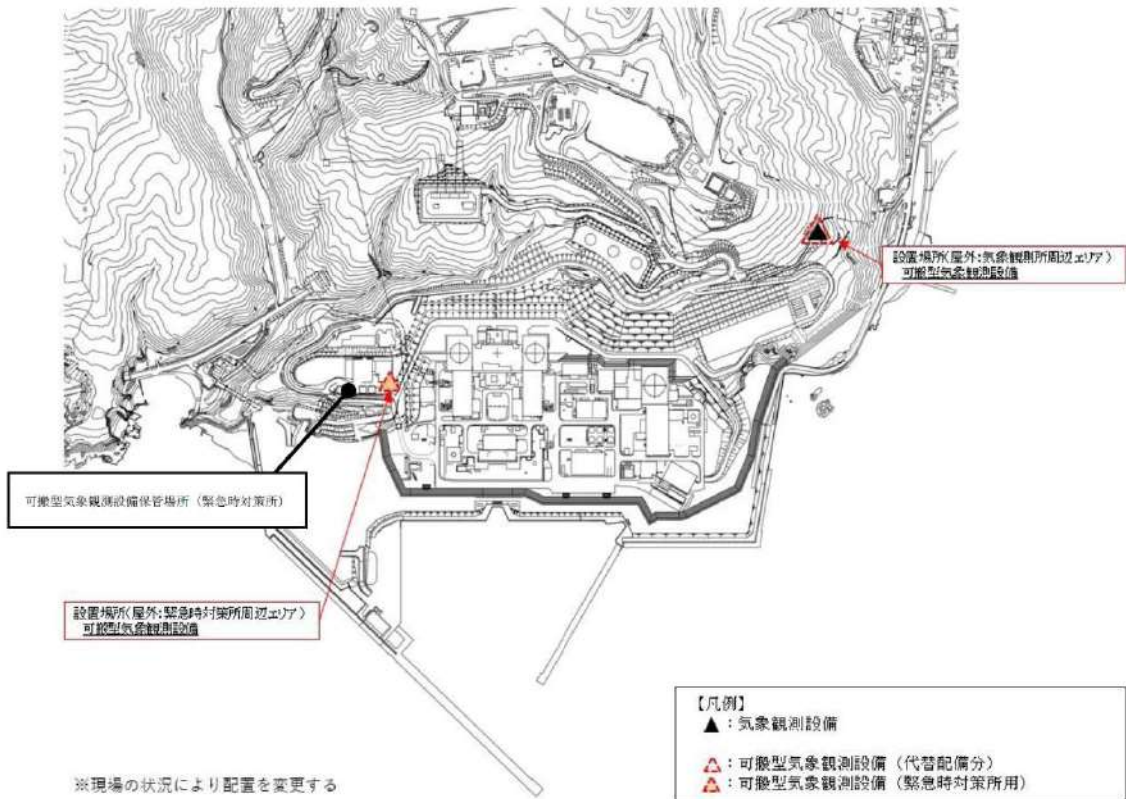 設置場所(屋外:気象観測所周辺エリア)
可搬型気象観測設備
可搬型気象観測設備保管場所(緊急時対策所)
設置場所(屋外:緊急時対策所周辺エリア)
可搬型気象観測設備
【凡例】
▲:気象観測設備
△:可搬型気象観測設備(代替配備分)
△:可搬型気象観測設備(緊急時対策所用)
※現場の状況により配置を変更する